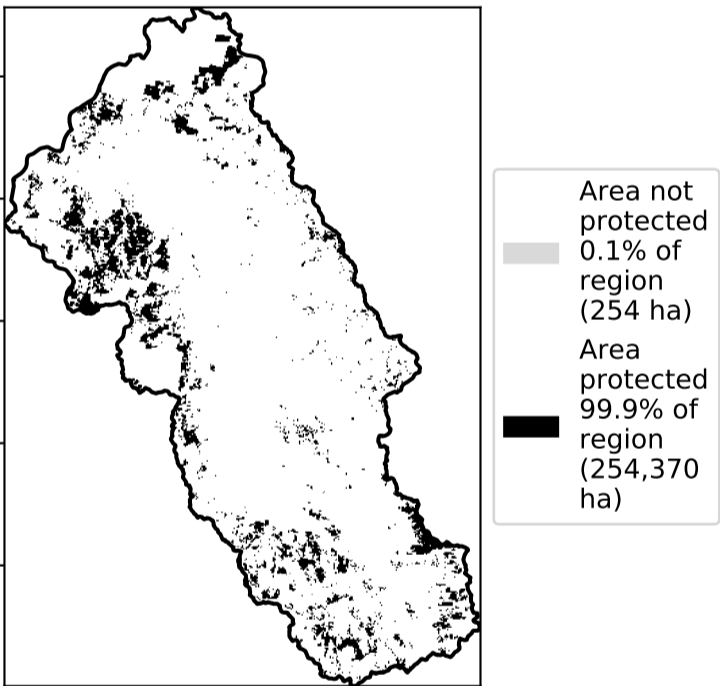 Area not
protected
0.1% of
region
(254 ha)
Area
protected
99.9% of
region
(254,370
ha)